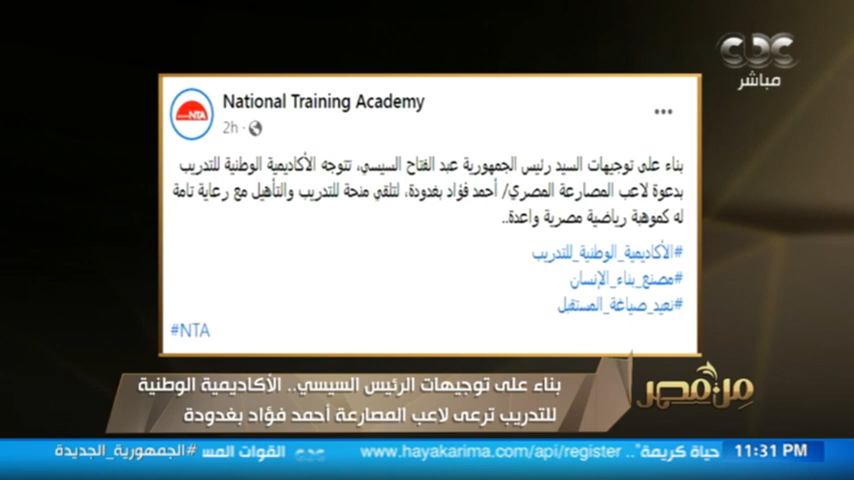 CBC
مباشر
NTA
National Training Academy
2h
بناء على توجيهات السيد رئيس الجمهورية عبد الفتاح السيسي، تتوجه الأكاديمية الوطنية للتدريب
بدعوة لاعب المصارعة المصري/ أحمد فؤاد بغدودة، لتلقي منحة للتدريب والتأهيل مع رعاية تامة
له كموهبة رياضية مصرية واعدة..
#الأكاديمية_الوطنية_للتدريب
#مصنع_بناء_الإنسان
#نعيد_صياغة_المستقبل
#NTA
بناء على توجيهات الرئيس السيسي.. الأكاديمية الوطنية
للتدريب ترعى لاعب المصارعة أحمد فؤاد بغدودة
من مصر
11:31 PM حياة كريمة".. www.hayakarima.com/api/register القوات المس #الجمهورية_الجديدة